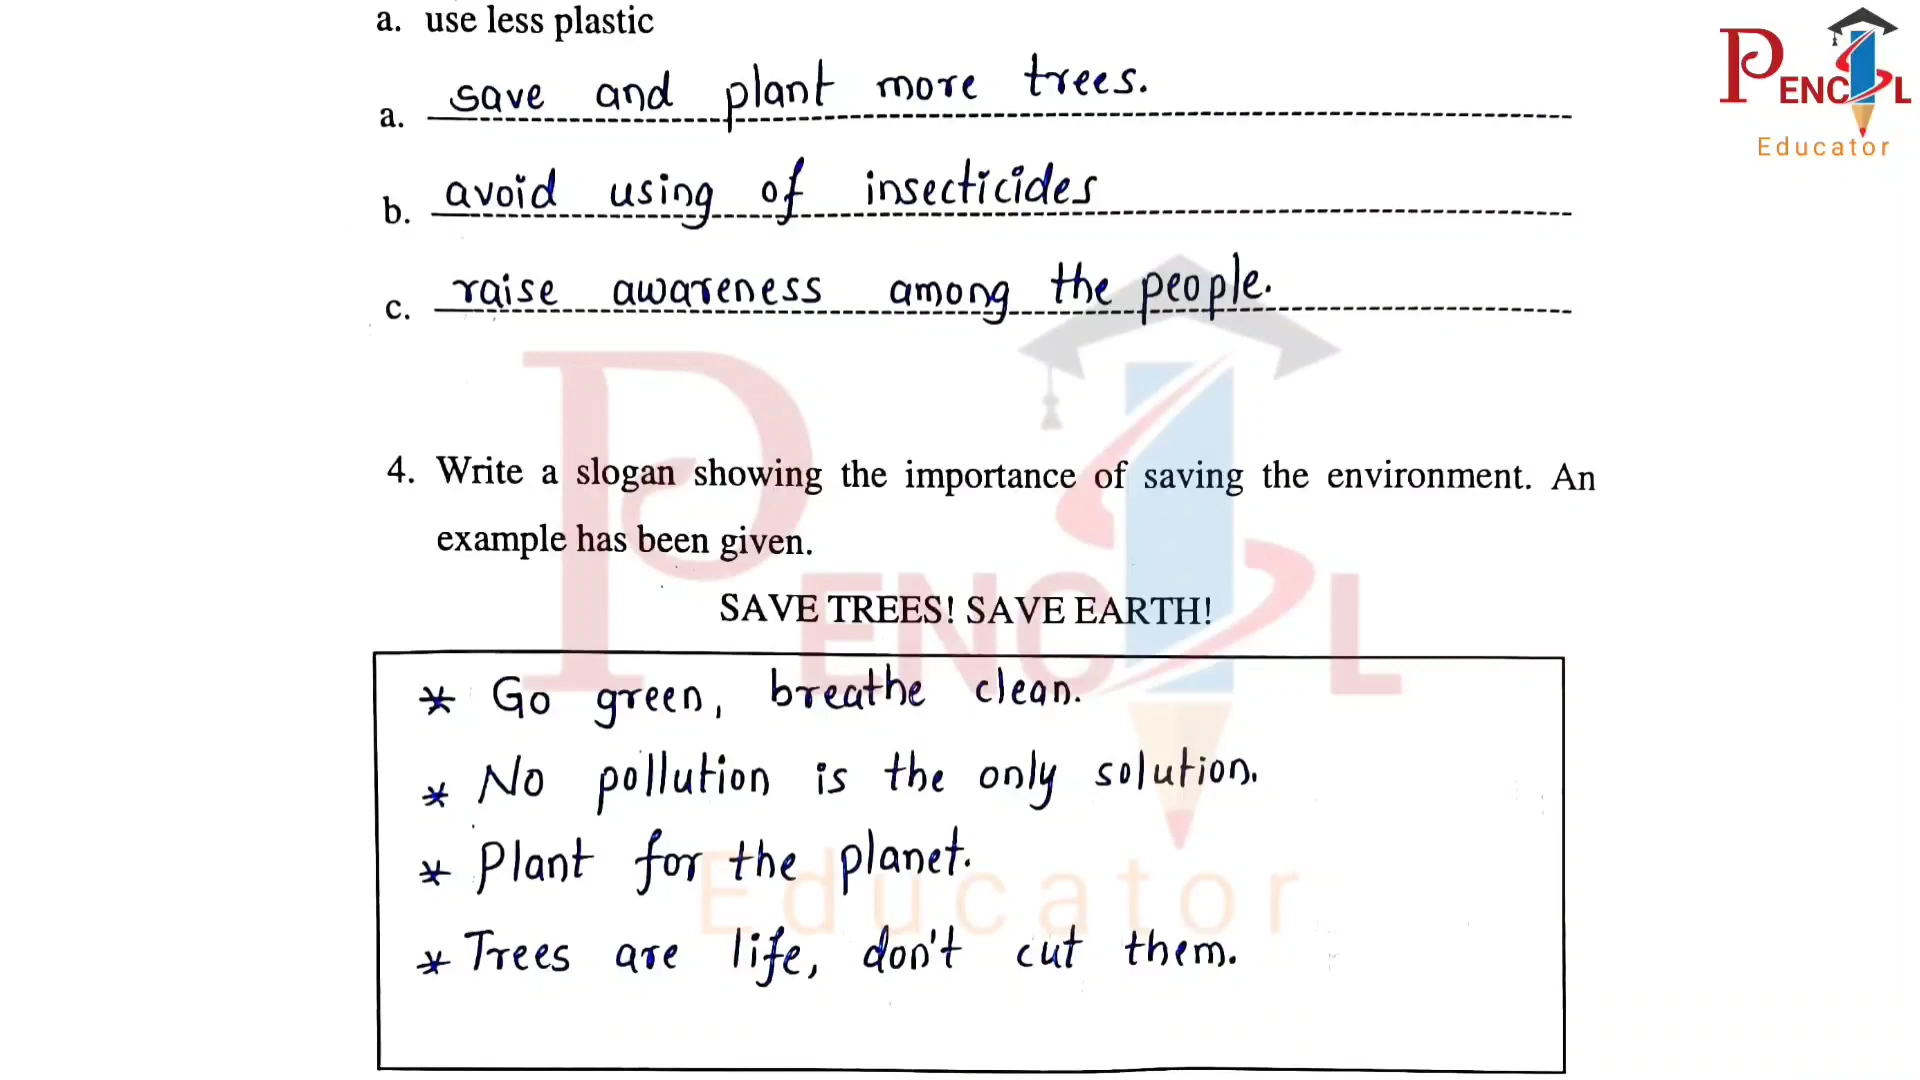 a. use less plastic
PENCIL
Educator
a. save and plant more trees.
b. avoid using of insecticides
c. raise awareness among the people.
4. Write a slogan showing the importance of saving the environment. An
example has been given.
SAVE TREES! SAVE EARTH!
* Go green, breathe clean.
* No pollution is the only solution.
* Plant for the planet.
* Trees are life, don't cut them.
PENCIL
Educator